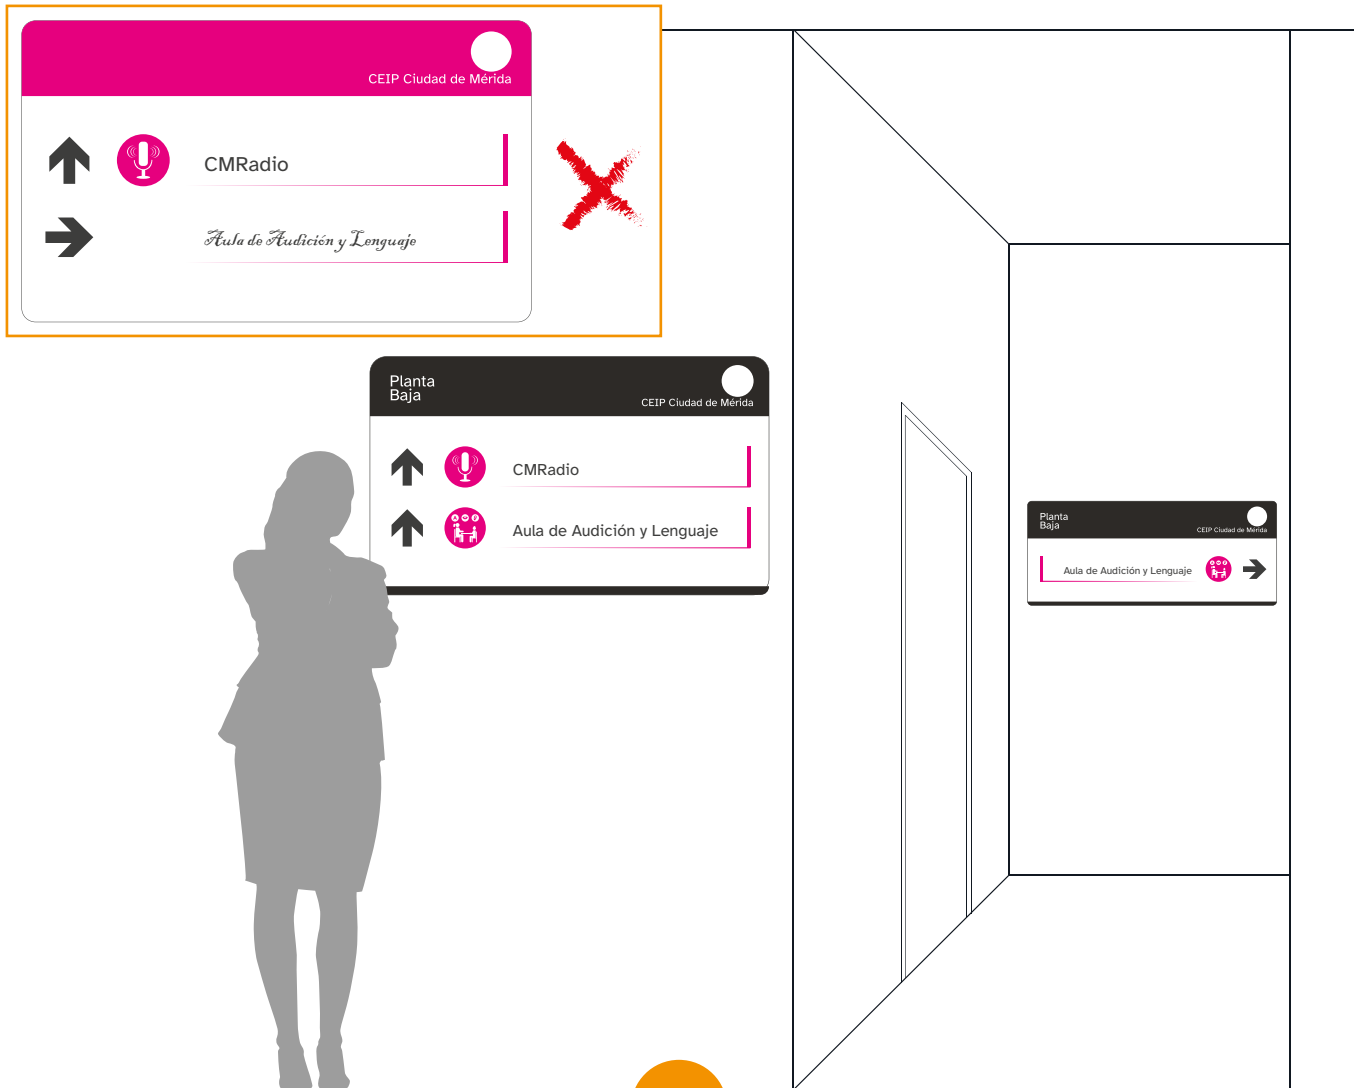 CEIP Ciudad de Mérida
CMRadio
Aula de Audición y Lenguaje
Planta
Baja
CEIP Ciudad de Mérida
CMRadio
Aula de Audición y Lenguaje
Planta
Baja
CEIP Ciudad de Mérida
Aula de Audición y Lenguaje